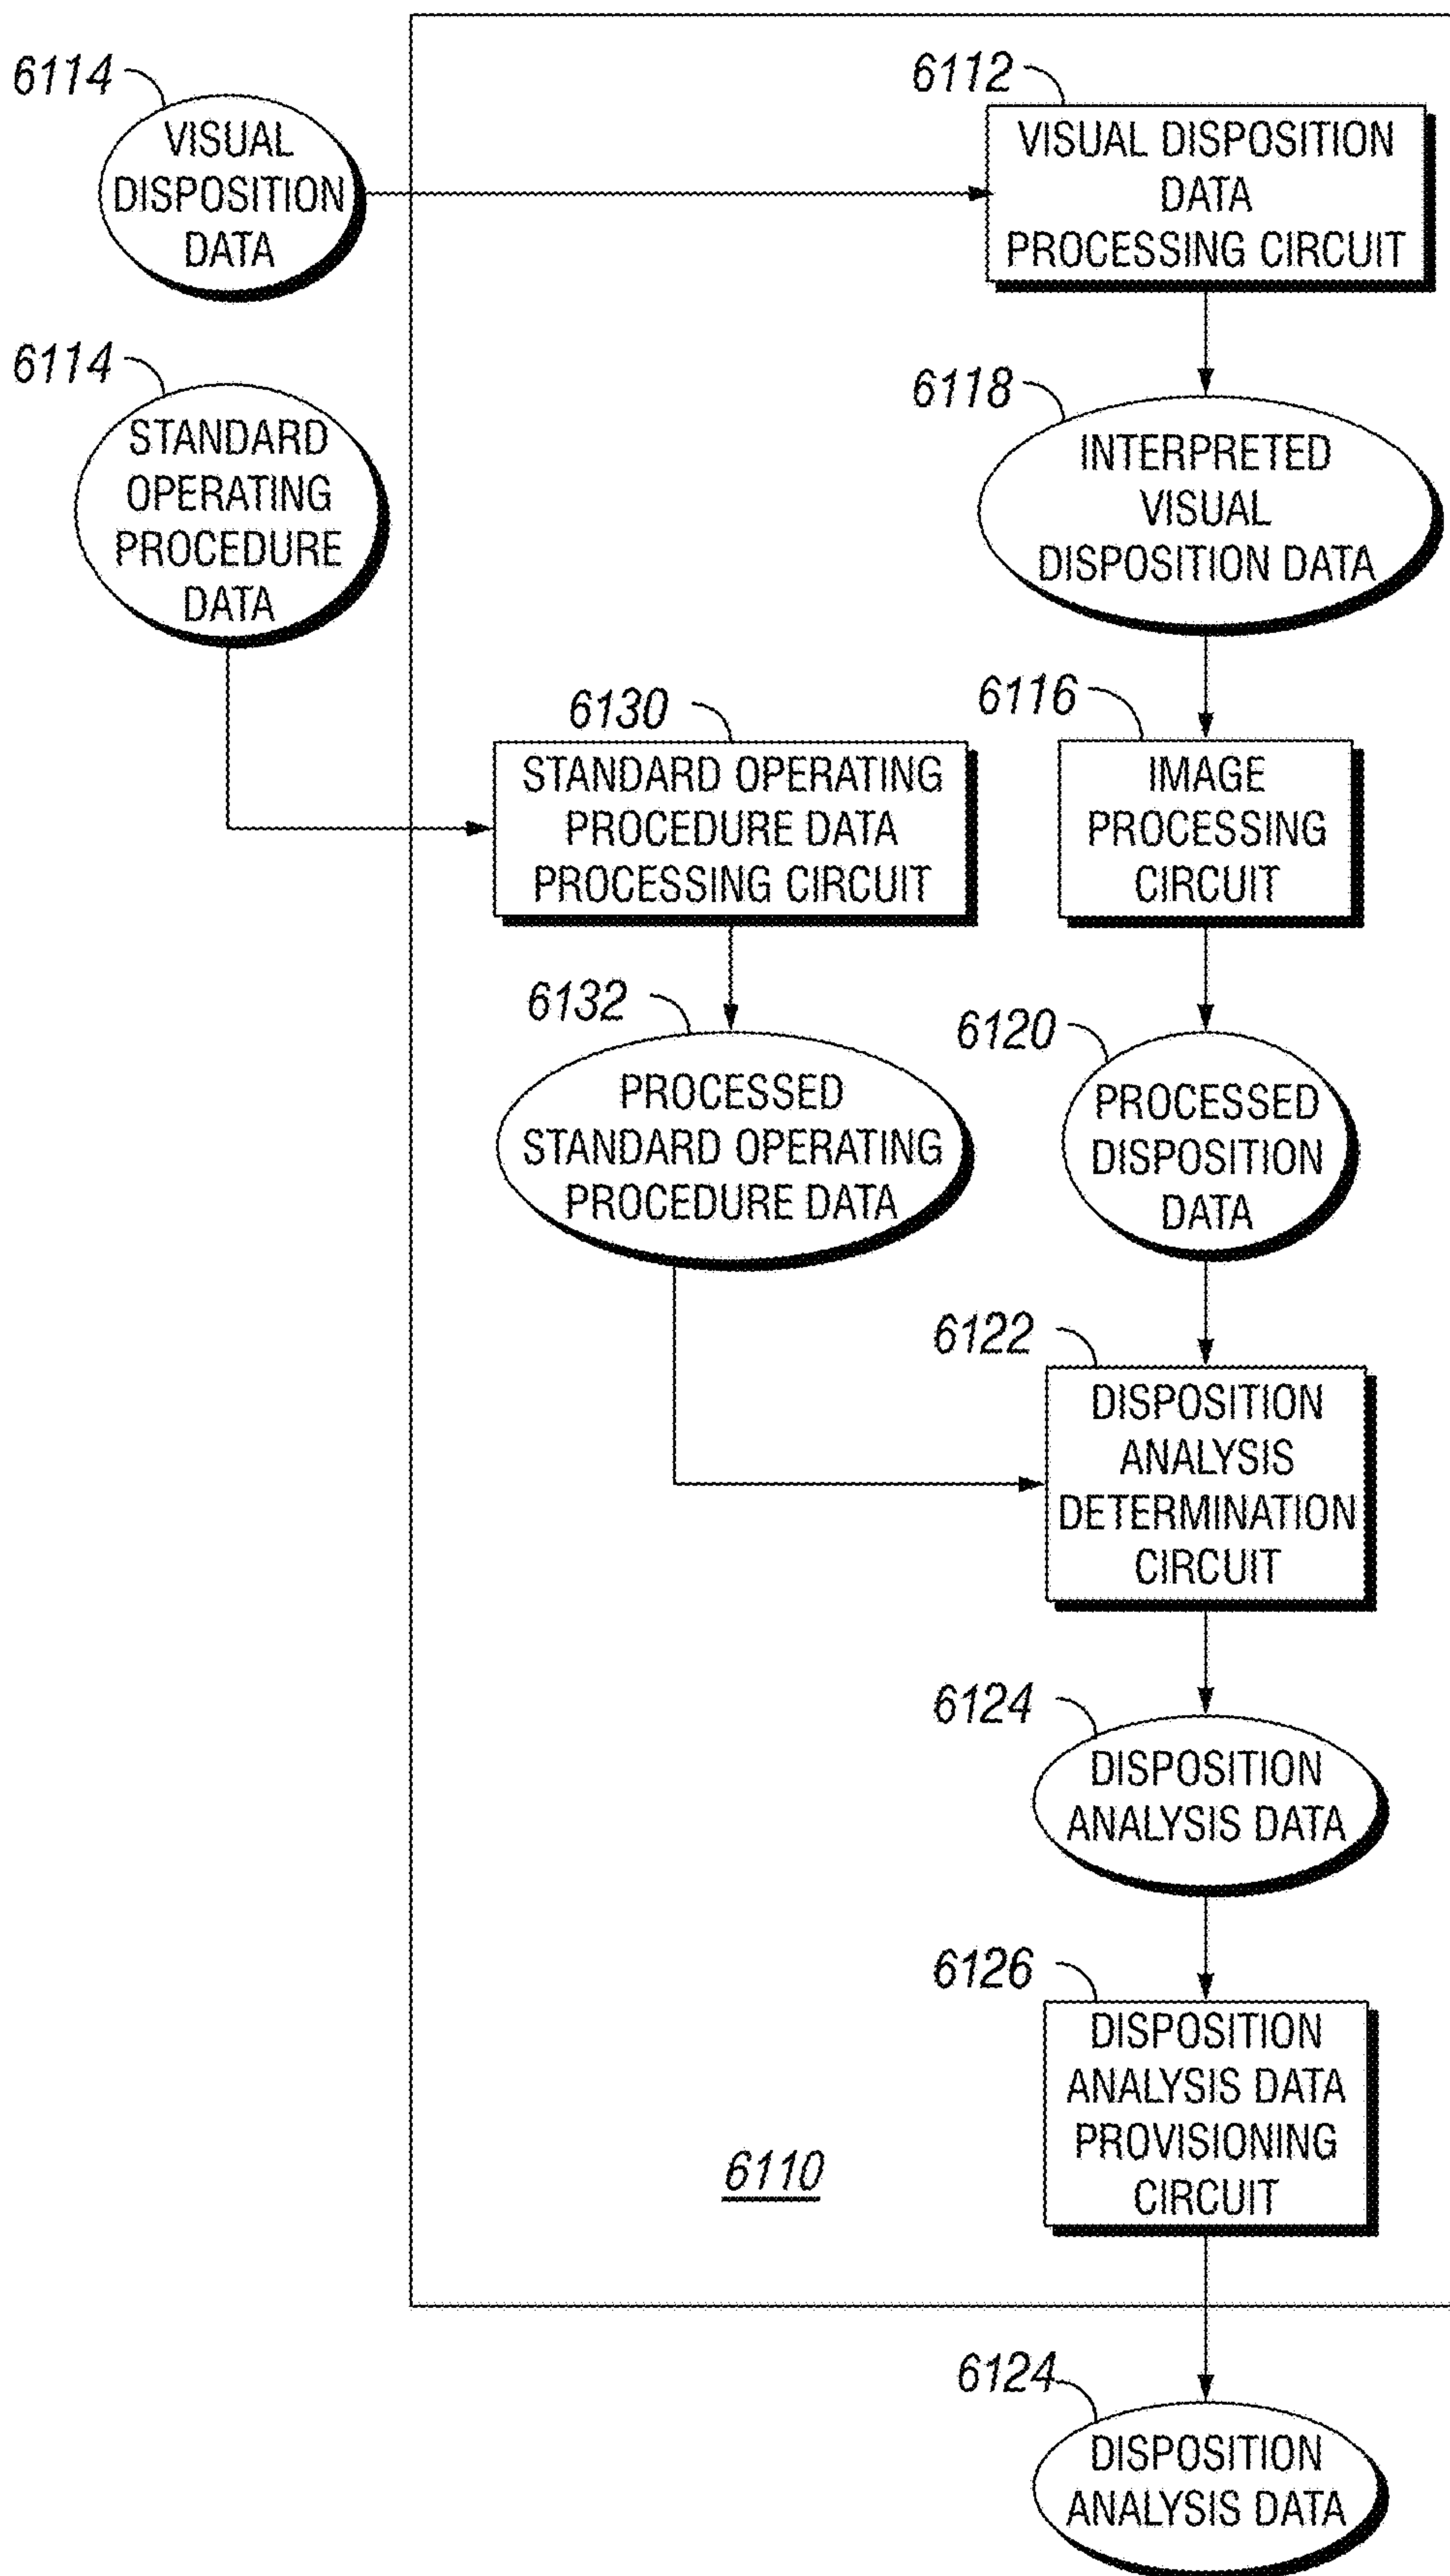 6114
VISUAL
DISPOSITION
DATA
6112
VISUAL DISPOSITION
DATA
PROCESSING CIRCUIT
6114
STANDARD
OPERATING
PROCEDURE
DATA
6118
INTERPRETED
VISUAL
DISPOSITION DATA
6130
STANDARD OPERATING
PROCEDURE DATA
PROCESSING CIRCUIT
6116
IMAGE
PROCESSING
CIRCUIT
6132
PROCESSED
STANDARD OPERATING
PROCEDURE DATA
6120
PROCESSED
DISPOSITION
DATA
6122
DISPOSITION
ANALYSIS
DETERMINATION
CIRCUIT
6124
DISPOSITION
ANALYSIS DATA
6126
DISPOSITION
ANALYSIS DATA
PROVISIONING
CIRCUIT
6110
6124
DISPOSITION
ANALYSIS DATA